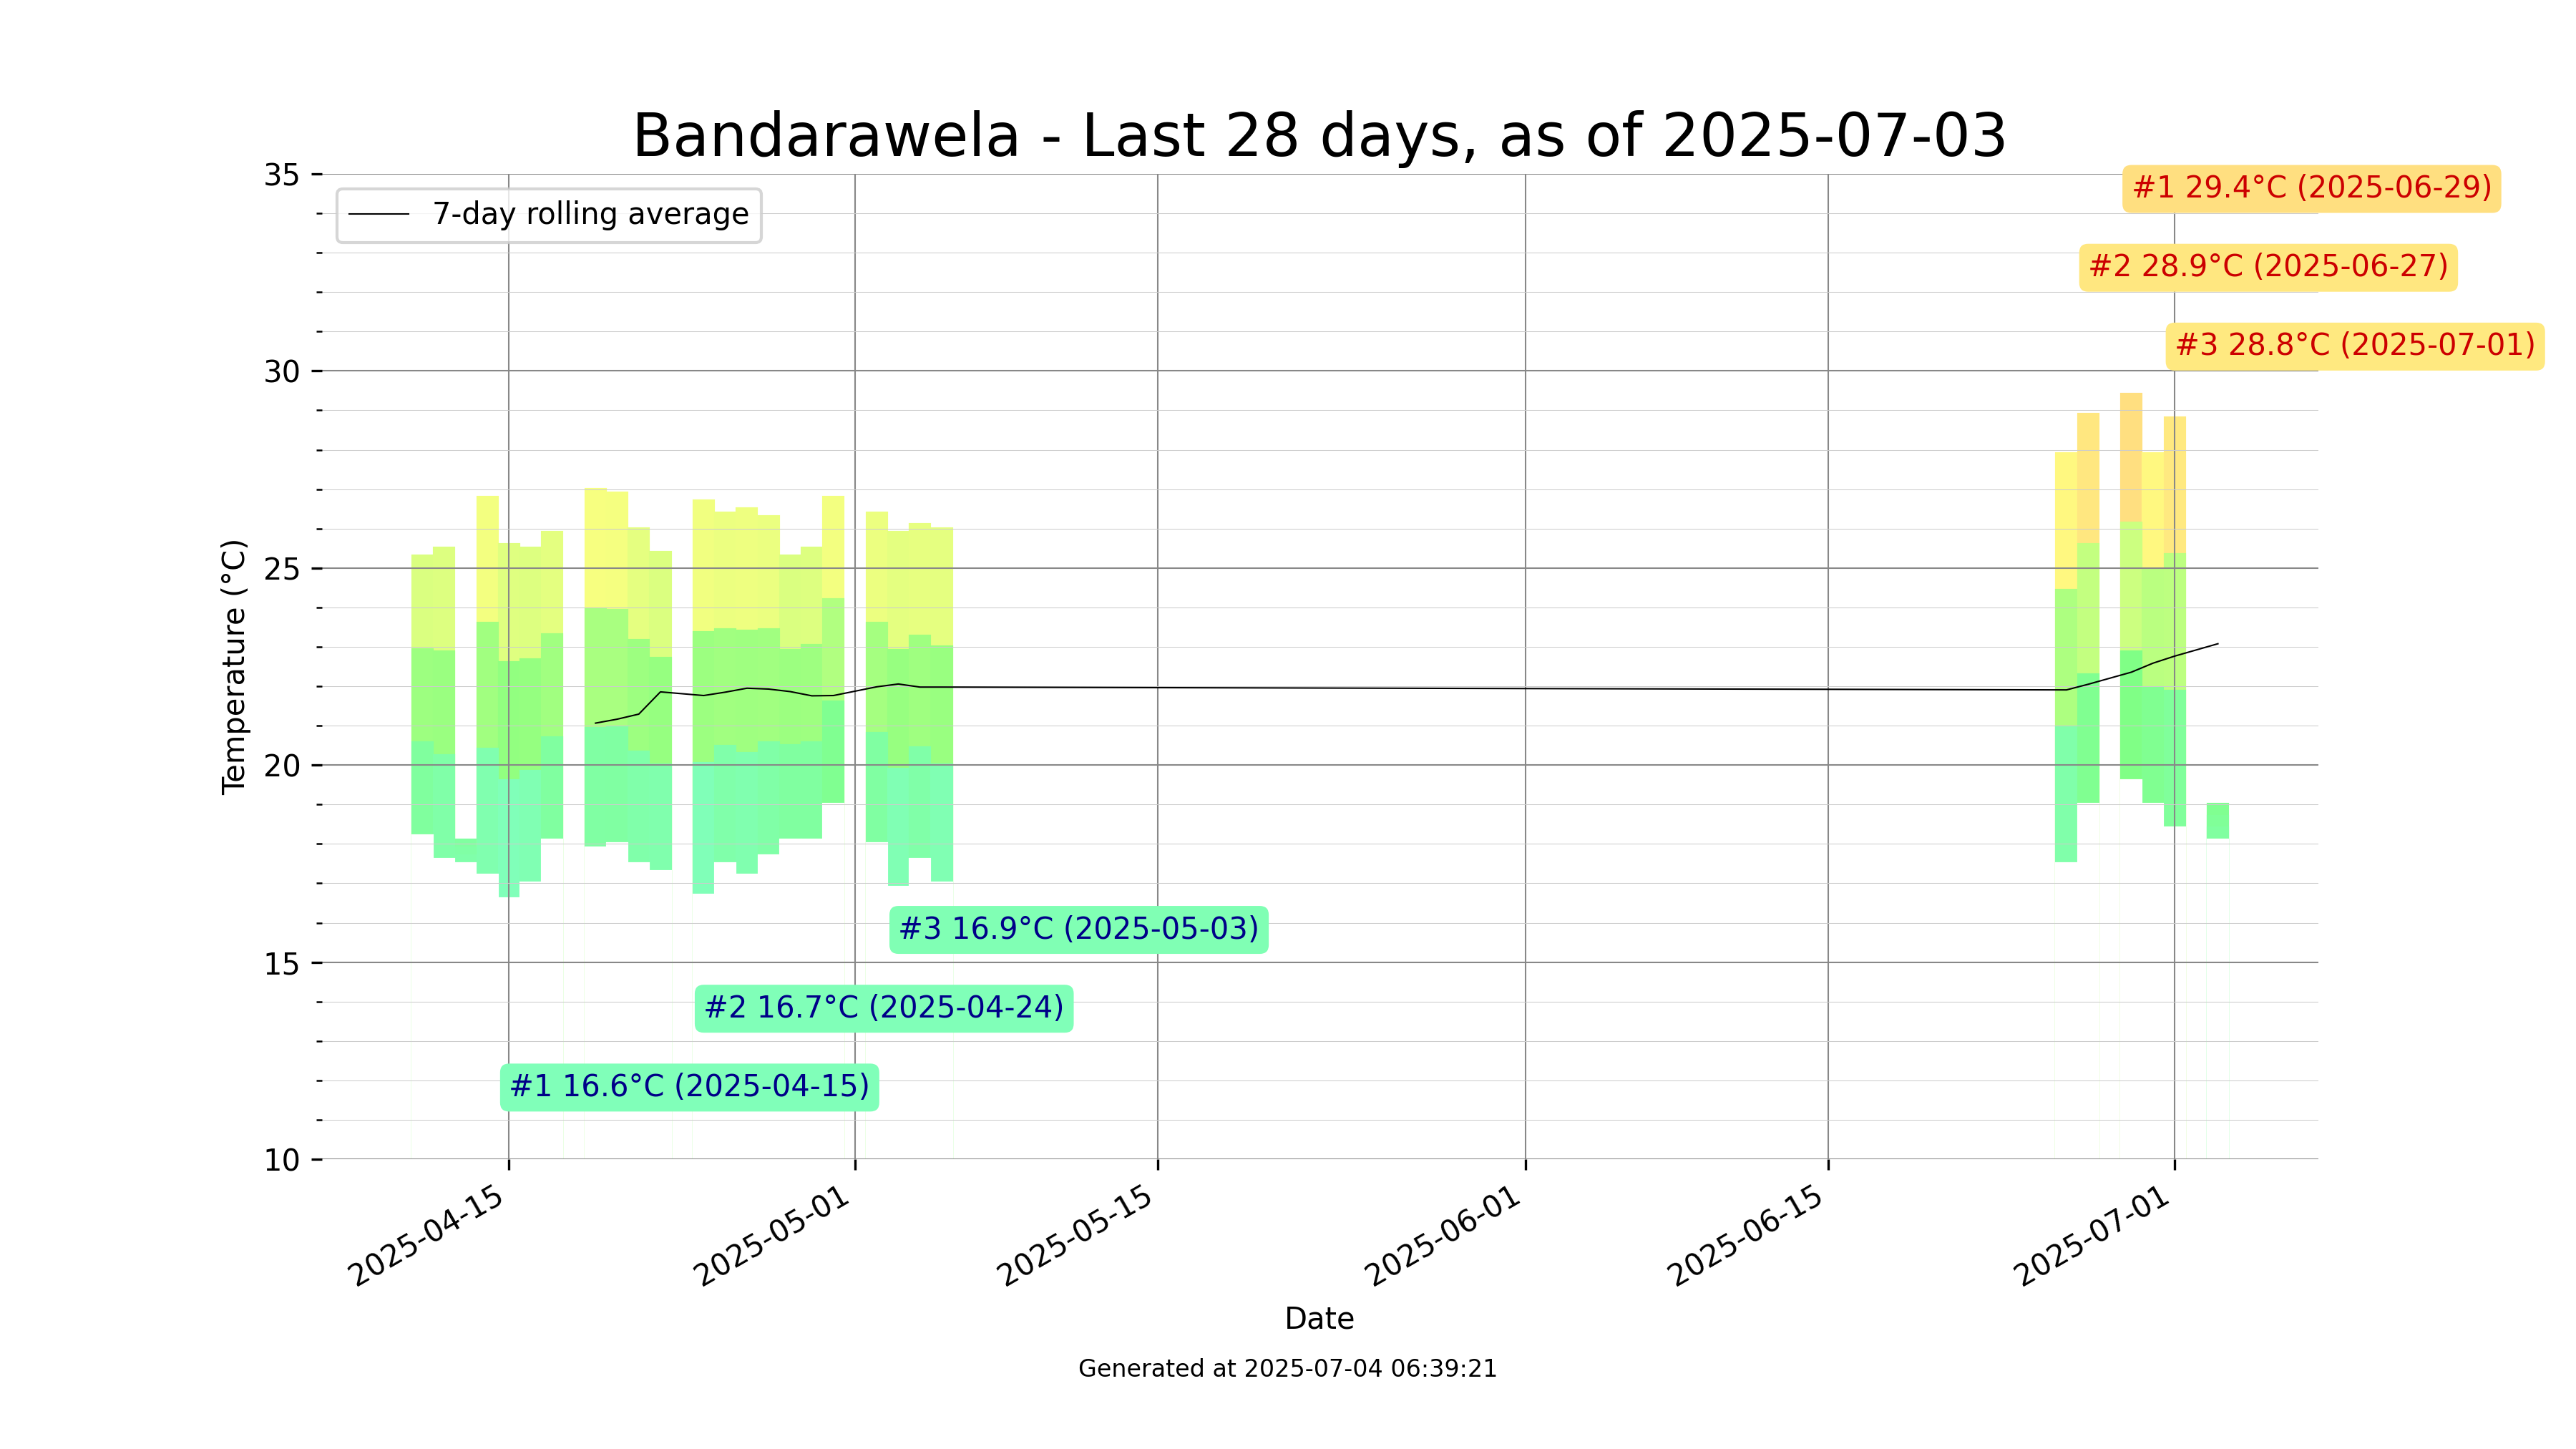 Bandarawela - Last 28 days, as of 2025-07-03
7-day rolling average
#1 29.4°C (2025-06-29)
#2 28.9°C (2025-06-27)
#3 28.8°C (2025-07-01)
35
30
25
20
15
10
Temperature (°C)
#3 16.9°C (2025-05-03)
#2 16.7°C (2025-04-24)
#1 16.6°C (2025-04-15)
2025-04-15
2025-05-01
2025-05-15
2025-06-01
2025-06-15
2025-07-01
Date
Generated at 2025-07-04 06:39:21